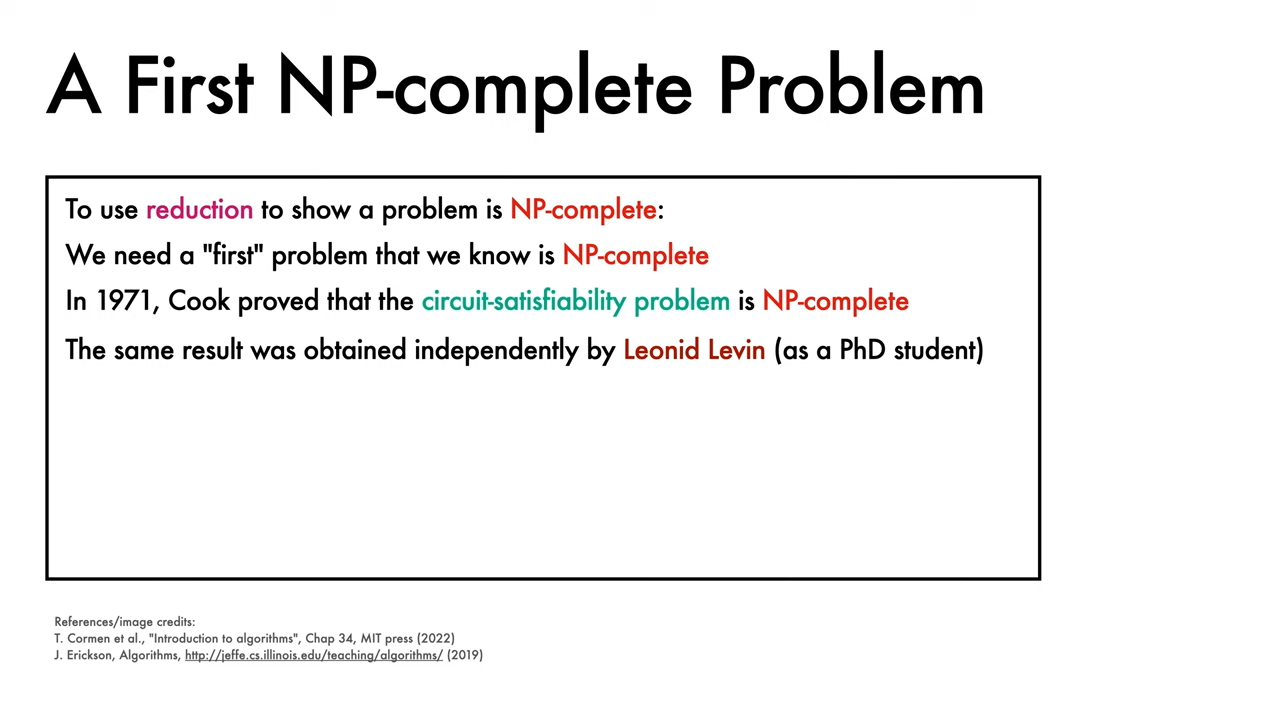 A First NP-complete Problem
To use reduction to show a problem is NP-complete:
We need a "first" problem that we know is NP-complete
In 1971, Cook proved that the circuit-satisfiability problem is NP-complete
The same result was obtained independently by Leonid Levin (as a PhD student)
References/image credits:
T. Cormen et al., "Introduction to algorithms", Chap 34, MIT press (2022)
J. Erickson, Algorithms, http://jeffe.cs.illinois.edu/teaching/algorithms/ (2019)